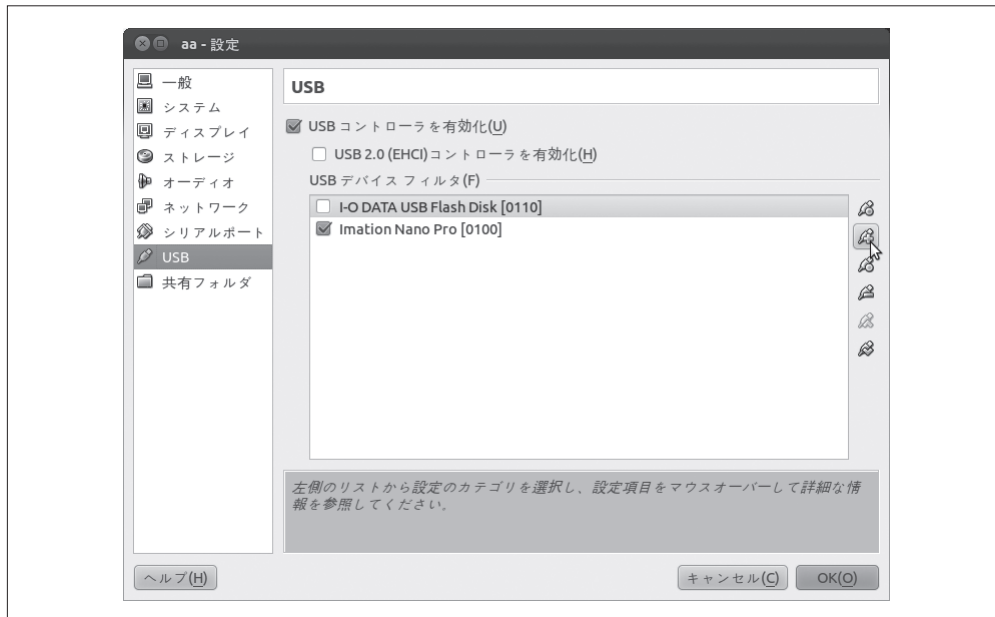 aa - 設定
一般
システム
ディスプレイ
ストレージ
オーディオ
ネットワーク
シリアルポート
USB
共有フォルダ
USB
USB コントローラを有効化(U)
USB 2.0 (EHCI)コントローラを有効化(H)
USB デバイス フィルタ(F)
I-O DATA USB Flash Disk [0110]
Imation Nano Pro [0100]
左側のリストから設定のカテゴリを選択し、設定項目をマウスオーバーして詳細な情
報を参照してください。
ヘルプ(H)
キャンセル(C)
OK(O)